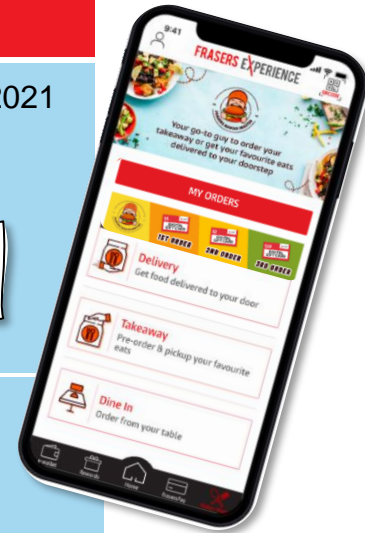 2021
9:41
FRASERS EXPERIENCE
Your go-to guy to order your
takeaway or get your favourite eats
delivered to your doorstep
MY ORDERS
1ST ORDER
2ND ORDER
3RD ORDER
Delivery
Get food delivered to your door
Takeaway
Pre-order & pickup your favourite
eats
Dine In
Order from your table
Rewards
Home